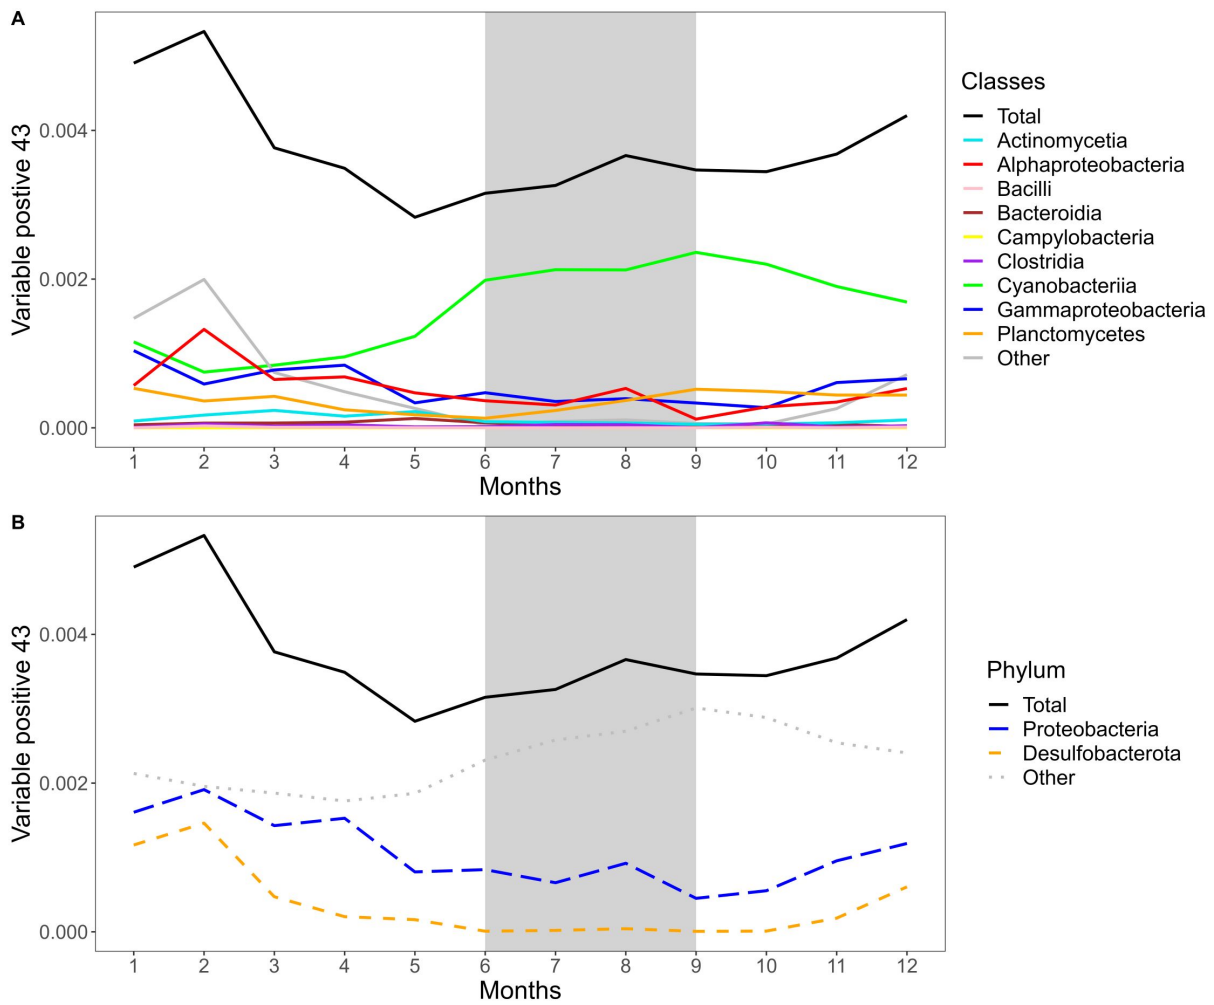 A
Variable postive 43
0.004
0.002
0.000
1 2 3 4 5 6 7 8 9 10 11 12
Months
Classes
Total
Actinomycetia
Alphaproteobacteria
Bacilli
Bacteroidia
Campylobacteria
Clostridia
Cyanobacteriia
Gammaproteobacteria
Planctomycetes
Other
B
Variable positive 43
0.004
0.002
0.000
1 2 3 4 5 6 7 8 9 10 11 12
Months
Phylum
Total
Proteobacteria
Desulfobacterota
Other